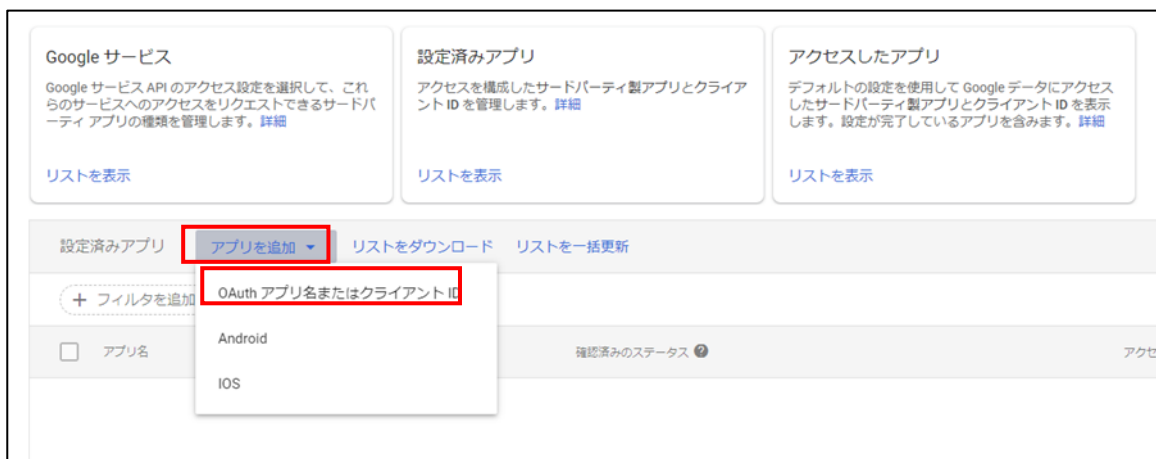 Google サービス
Google サービス API のアクセス設定を選択して、これ
らのサービスへのアクセスをリクエストできるサードパ
ーティ アプリの種類を管理します。詳細
リストを表示
設定済みアプリ
アクセスを構成したサードパーティ製アプリとクライア
ント ID を管理します。詳細
リストを表示
アクセスしたアプリ
デフォルトの設定を使用して Google データにアクセス
したサードパーティ製アプリとクライアント ID を表示
します。設定が完了しているアプリを含みます。詳細
リストを表示
設定済みアプリ アプリを追加 リストをダウンロード リストを一括更新
+ フィルタを追加
OAuth アプリ名またはクライアント ID
Android
IOS
アプリ名 確認済みのステータス ? アクセ